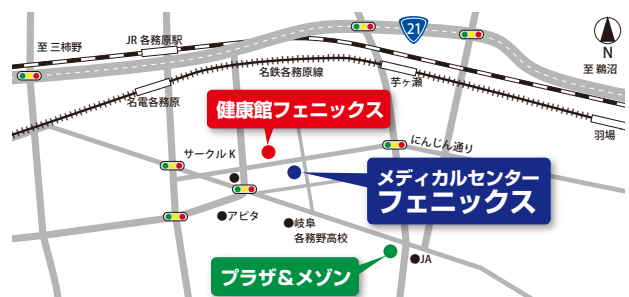 21
至 三柿野
JR 各務原駅
N
至 鵜沼
名鉄各務原線
芋ヶ瀬
名電各務原
健康館フェニックス
羽場
にんじん通り
サークル K
メディカルセンター
フェニックス
アピタ
岐阜
各務野高校
JA
プラザ&メゾン